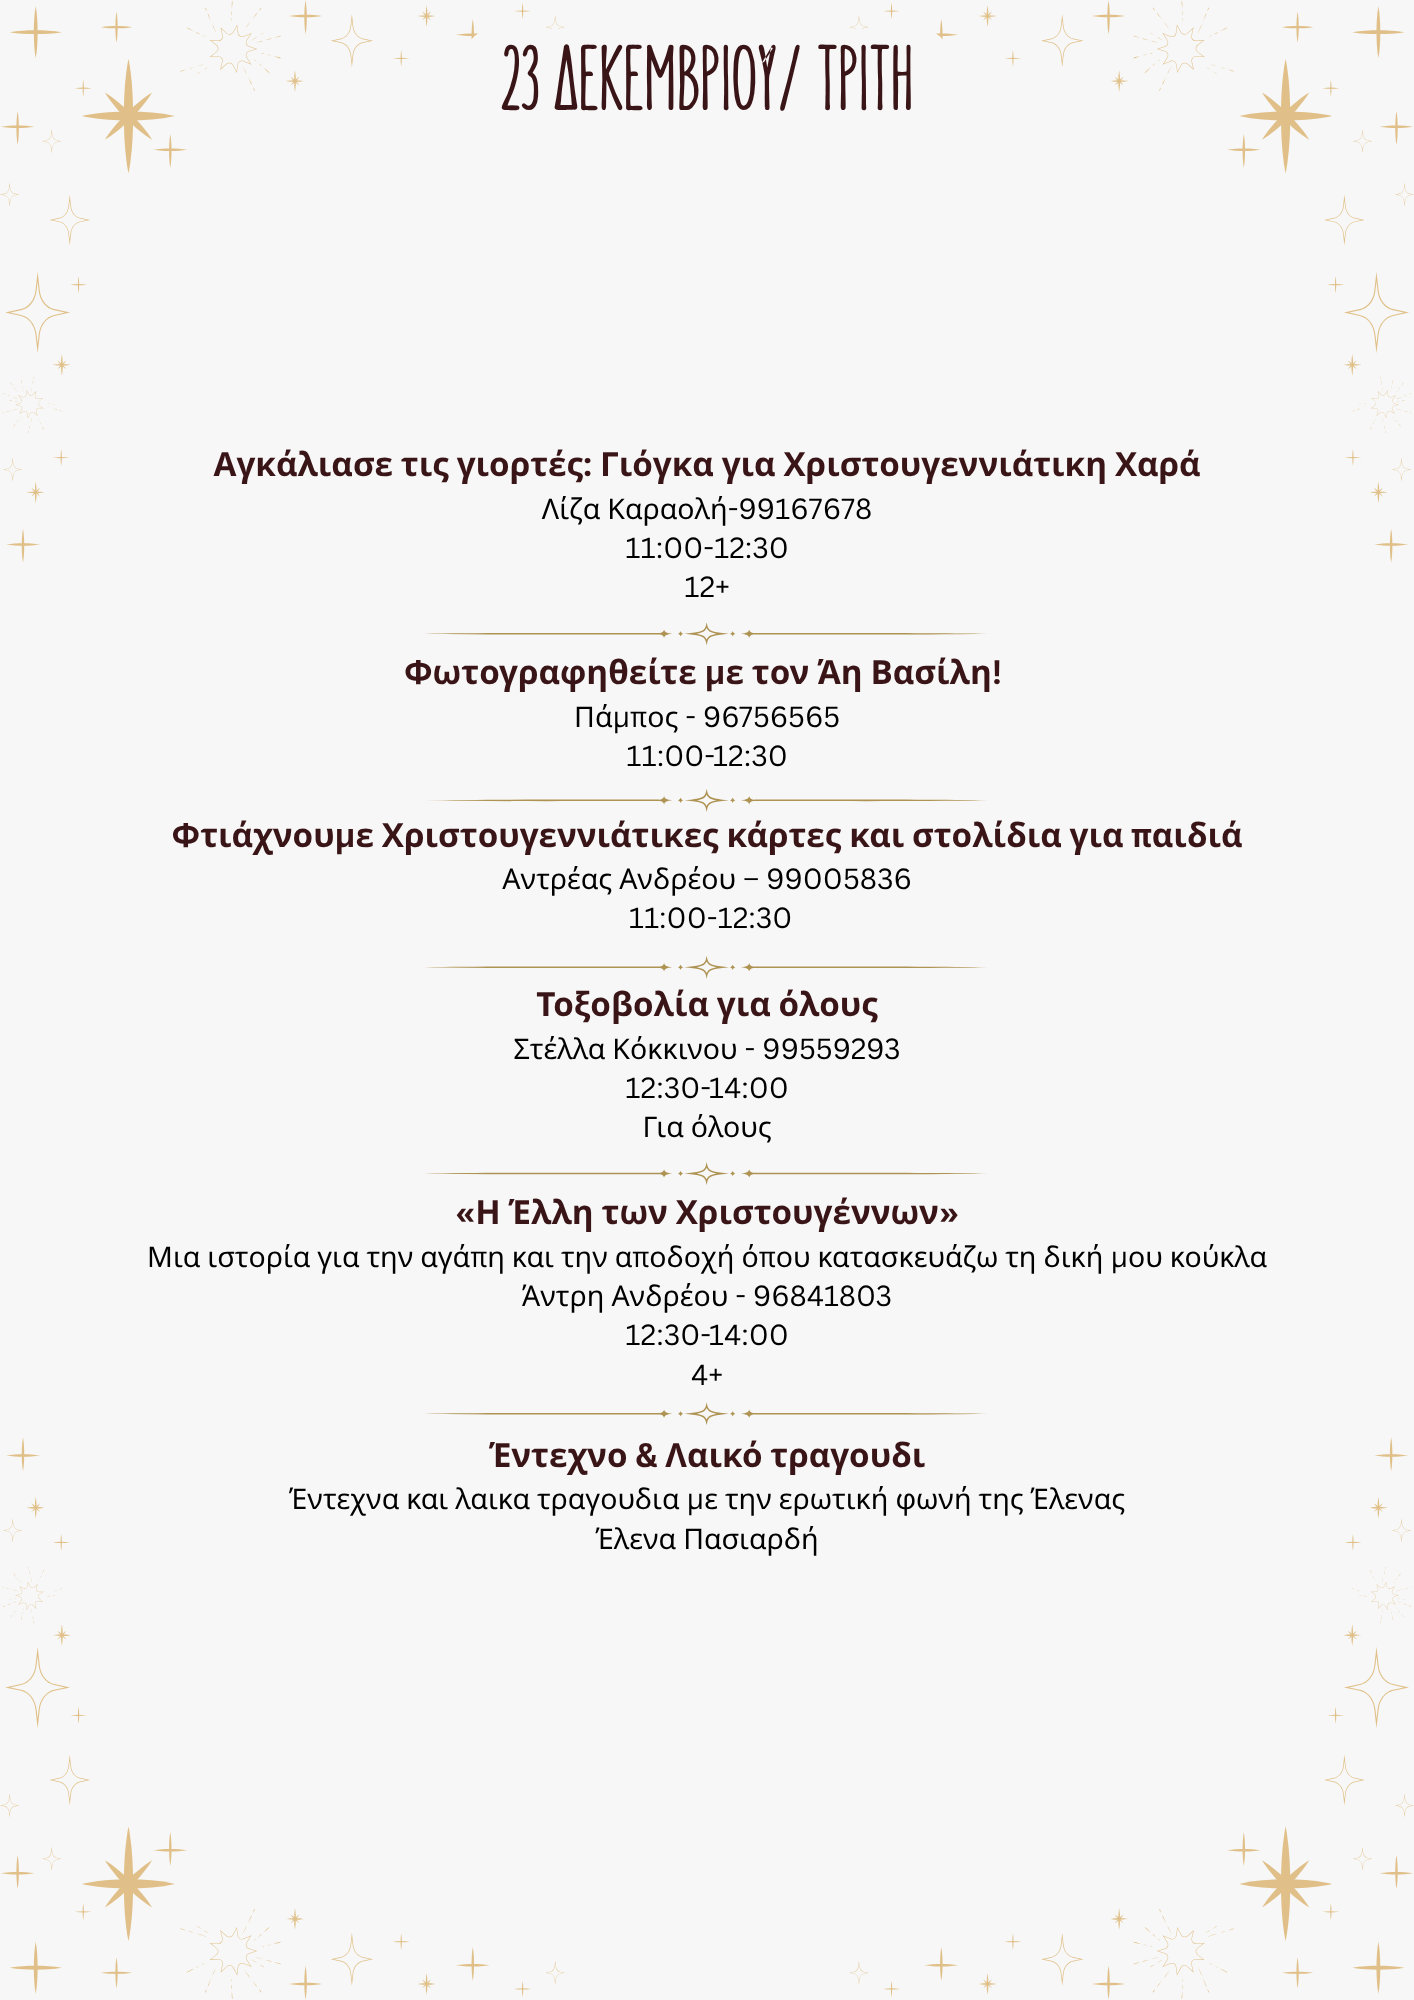 23 ΔΕΚΕΜΒΡΙΟΥ/ ΤΡΙΤΗ
Αγκάλιασε τις γιορτές: Γιόγκα για Χριστουγεννιάτικη Χαρά
Λίζα Καραολή-99167678
11:00-12:30
12+
Φωτογραφηθείτε με τον Άη Βασίλη!
Πάμπος - 96756565
11:00-12:30
Φτιάχνουμε Χριστουγεννιάτικες κάρτες και στολίδια για παιδιά
Αντρέας Ανδρέου – 99005836
11:00-12:30
Τοξοβολία για όλους
Στέλλα Κόκκινου - 99559293
12:30-14:00
Για όλους
«Η Έλλη των Χριστουγέννων»
Μια ιστορία για την αγάπη και την αποδοχή όπου κατασκευάζω τη δική μου κούκλα
Άντρη Ανδρέου - 96841803
12:30-14:00
4+
Έντεχνο & Λαικό τραγουδι
Έντεχνα και λαικα τραγουδια με την ερωτική φωνή της Έλενας
Έλενα Πασιαρδή